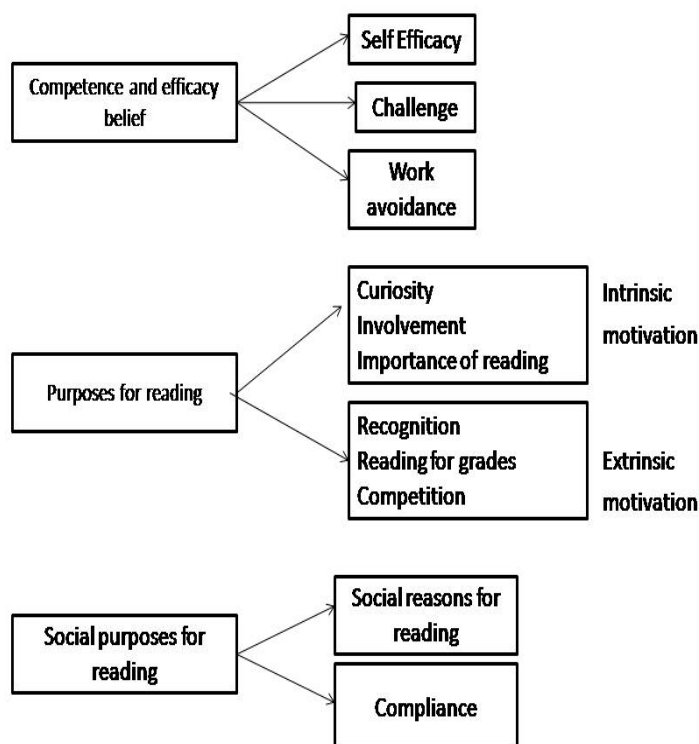 Self Efficacy
Competence and efficacy
belief
Challenge
Work
avoidance
Curiosity
Involvement
Importance of reading
Intrinsic
motivation
Purposes for reading
Recognition
Reading for grades
Competition
Extrinsic
motivation
Social reasons for
reading
Social purposes for
reading
Compliance